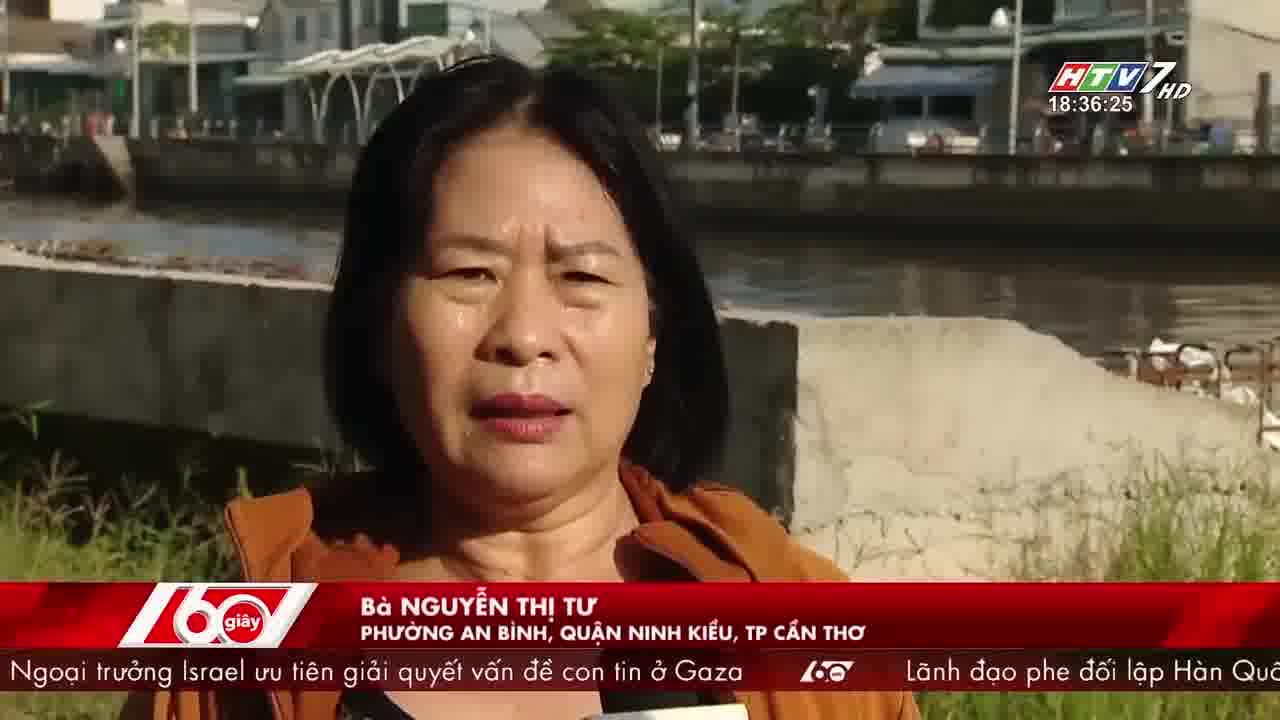 HTV7 HD
18:36:25
60 giây
Bà NGUYỄN THỊ TƯ
PHƯỜNG AN BÌNH, QUẬN NINH KIỀU, TP CẦN THƠ
Ngoại trưởng Israel ưu tiên giải quyết vấn đề con tin ở Gaza 60 Lãnh đạo phe đối lập Hàn Quố